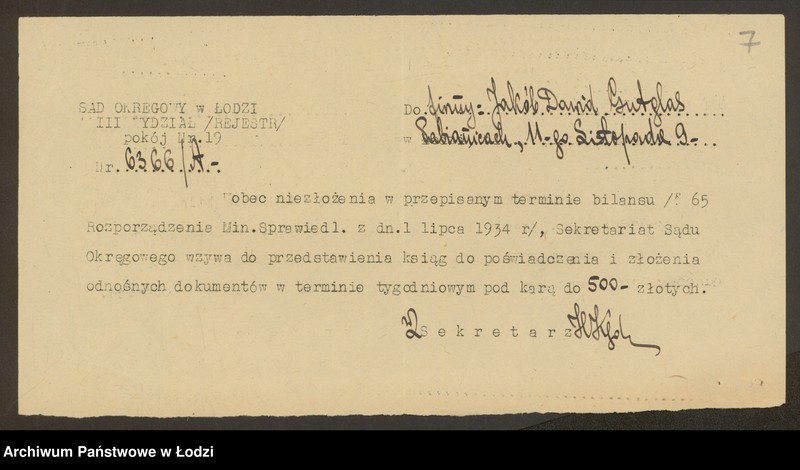 7
SĄD OKRĘGOWY w ŁODZI
III WYDZIAŁ /REJESTR/
pokój Nr.19
Nr. 6366/A.-
Do firmy: Jakób Dawid Gutglas
w Pabianicach, 11-go Listopada 9.-
Wobec niezłożenia w przepisanym terminie bilansu /§ 65
Rozporządzenia Min.Sprawiedl. z dn.1 lipca 1934 r/, Sekretariat Sądu
Okręgowego wzywa do przedstawienia ksiąg do poświadczenia i złożenia
odnośnych dokumentów w terminie tygodniowym pod karą do 500- złotych.
Sekretarz
Archiwum Państwowe w Łodzi